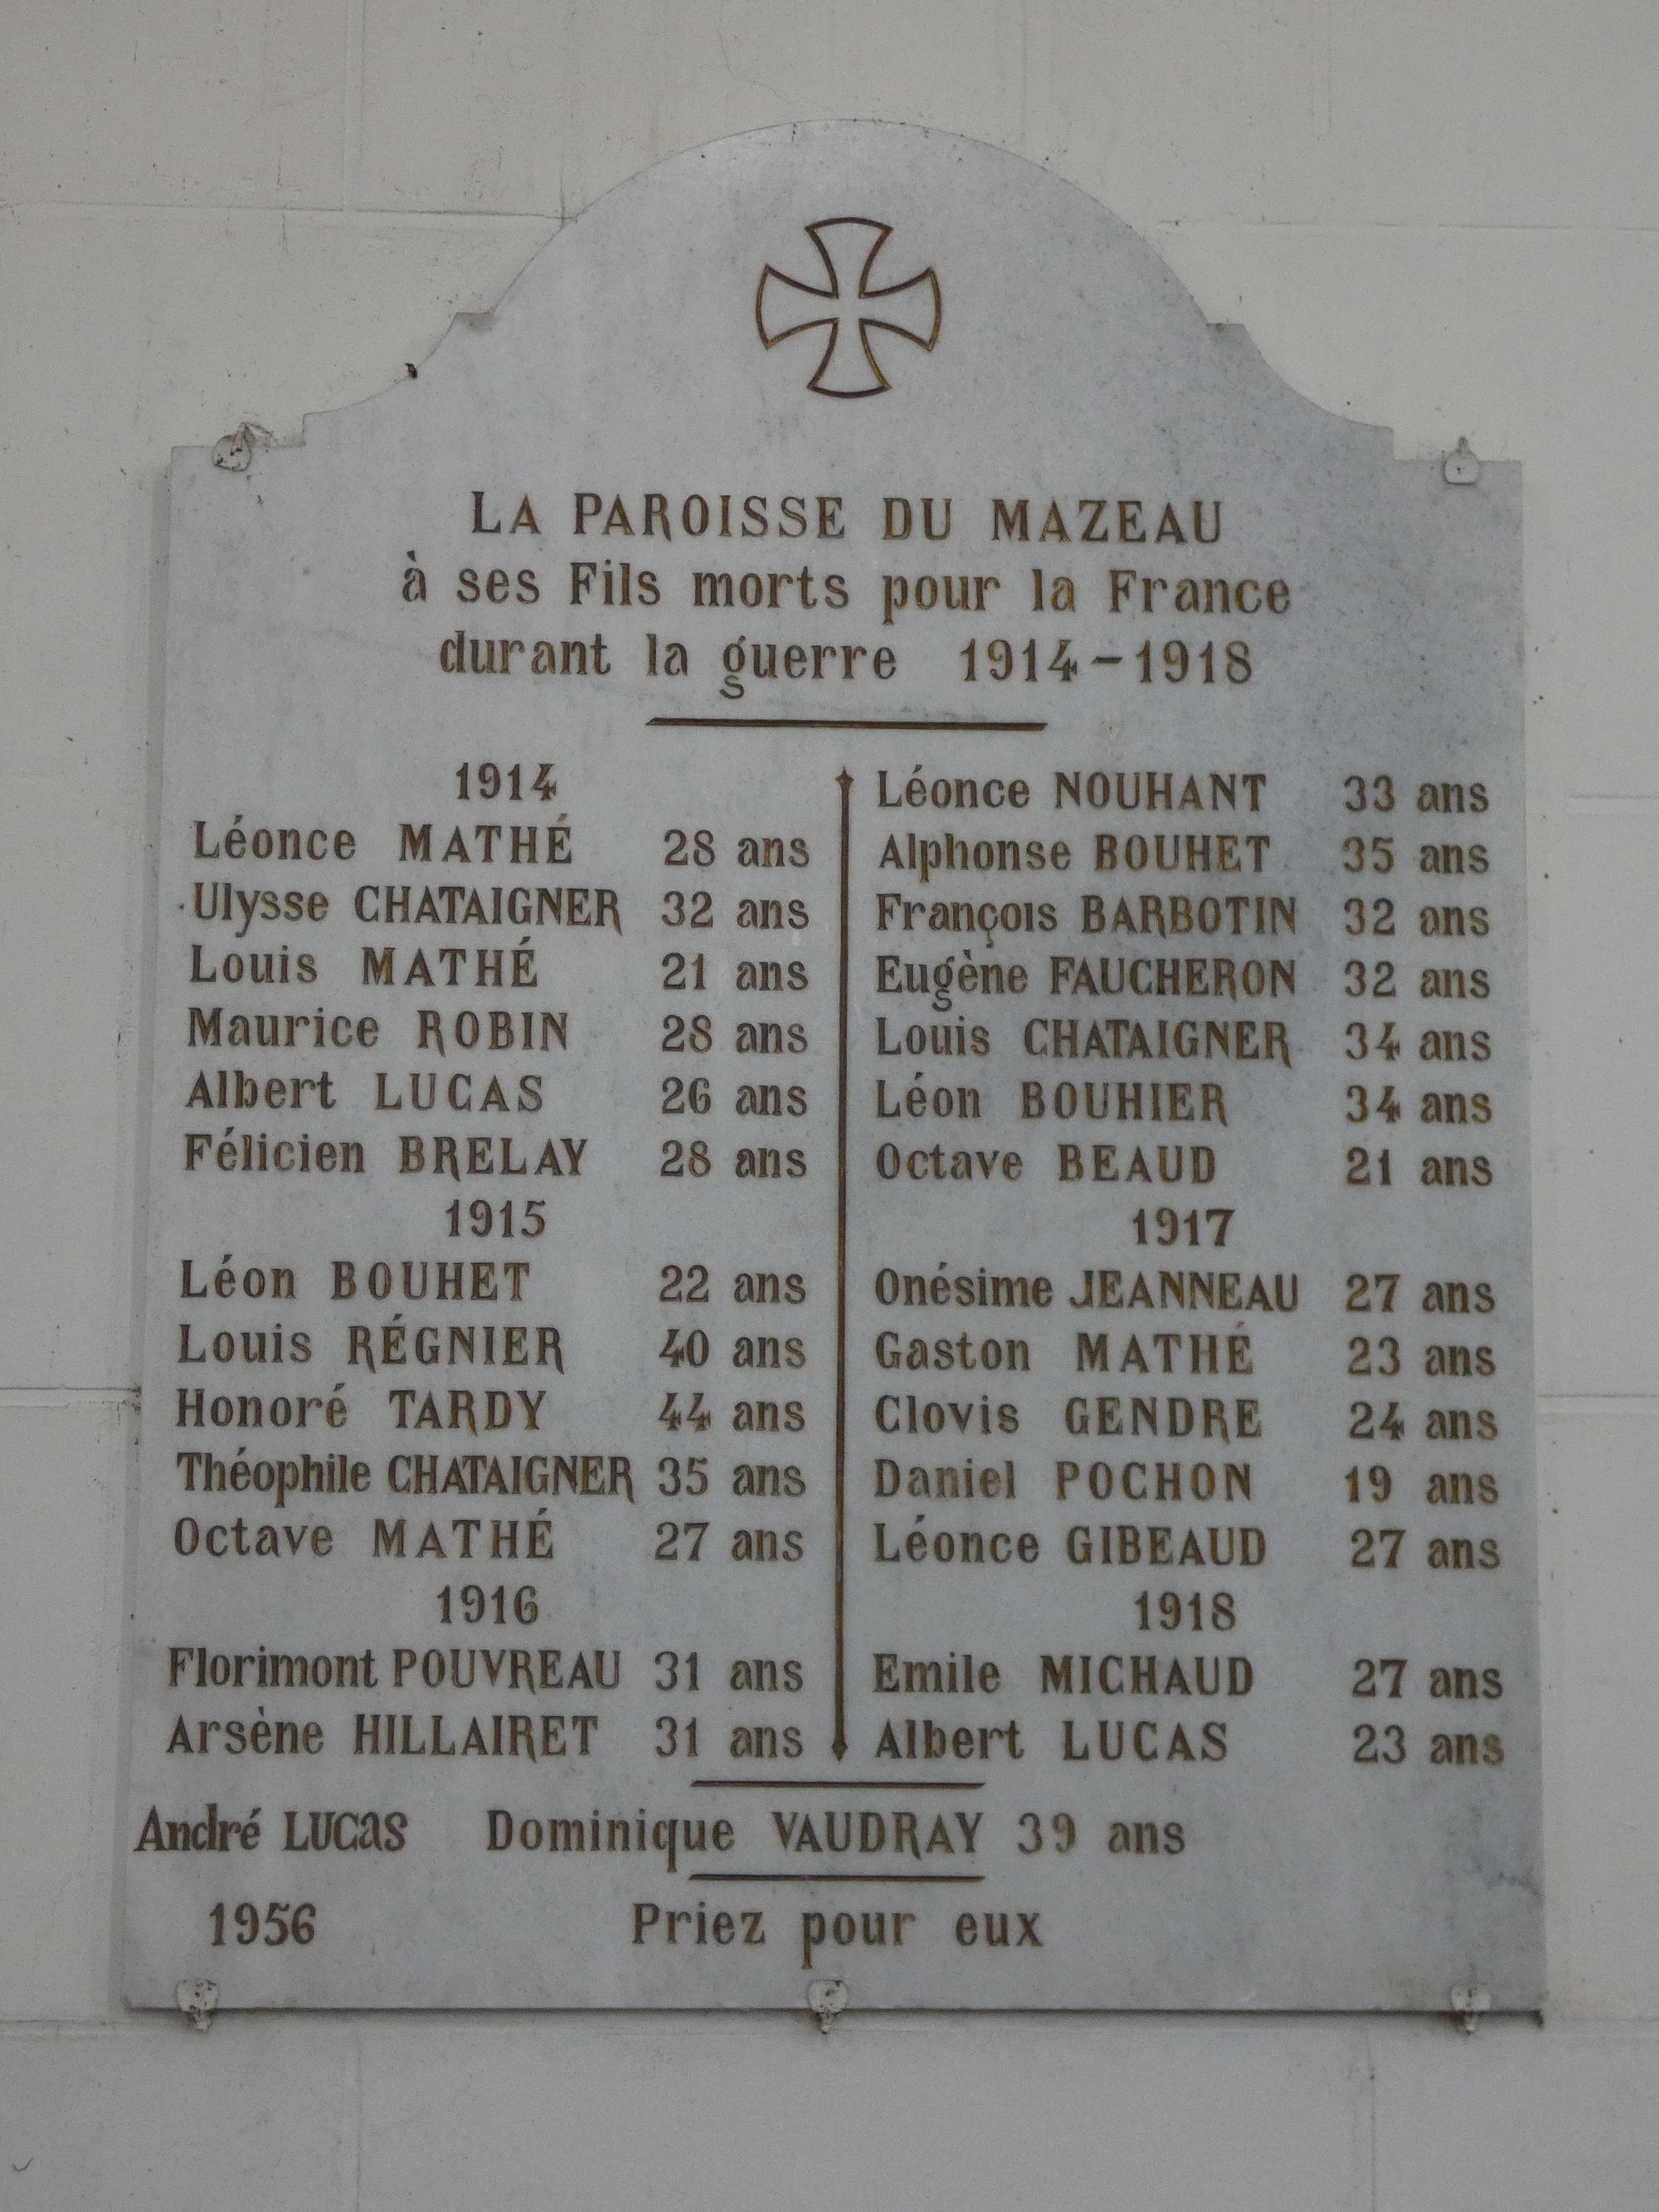 LA PAROISSE DU MAZEAU
à ses Fils morts pour la France
durant la guerre 1914-1918
1914
Léonce MATHÉ 28 ans
Ulysse CHATAIGNER 32 ans
Louis MATHÉ 21 ans
Maurice ROBIN 28 ans
Albert LUCAS 26 ans
Félicien BRELAY 28 ans
1915
Léon BOUHET 22 ans
Louis RÉGNIER 40 ans
Honoré TARDY 44 ans
Théophile CHATAIGNER 35 ans
Octave MATHÉ 27 ans
1916
Florimont POUVREAU 31 ans
Arsène HILLAIRET 31 ans
Léonce NOUHANT 33 ans
Alphonse BOUHET 35 ans
François BARBOTIN 32 ans
Eugène FAUCHERON 32 ans
Louis CHATAIGNER 34 ans
Léon BOUHIER 34 ans
Octave BEAUD 21 ans
1917
Onésime JEANNEAU 27 ans
Gaston MATHÉ 23 ans
Clovis GENDRE 24 ans
Daniel POCHON 19 ans
Léonce GIBEAUD 27 ans
1918
Emile MICHAUD 27 ans
Albert LUCAS 23 ans
André LUCAS Dominique VAUDRAY 39 ans
1956 Priez pour eux